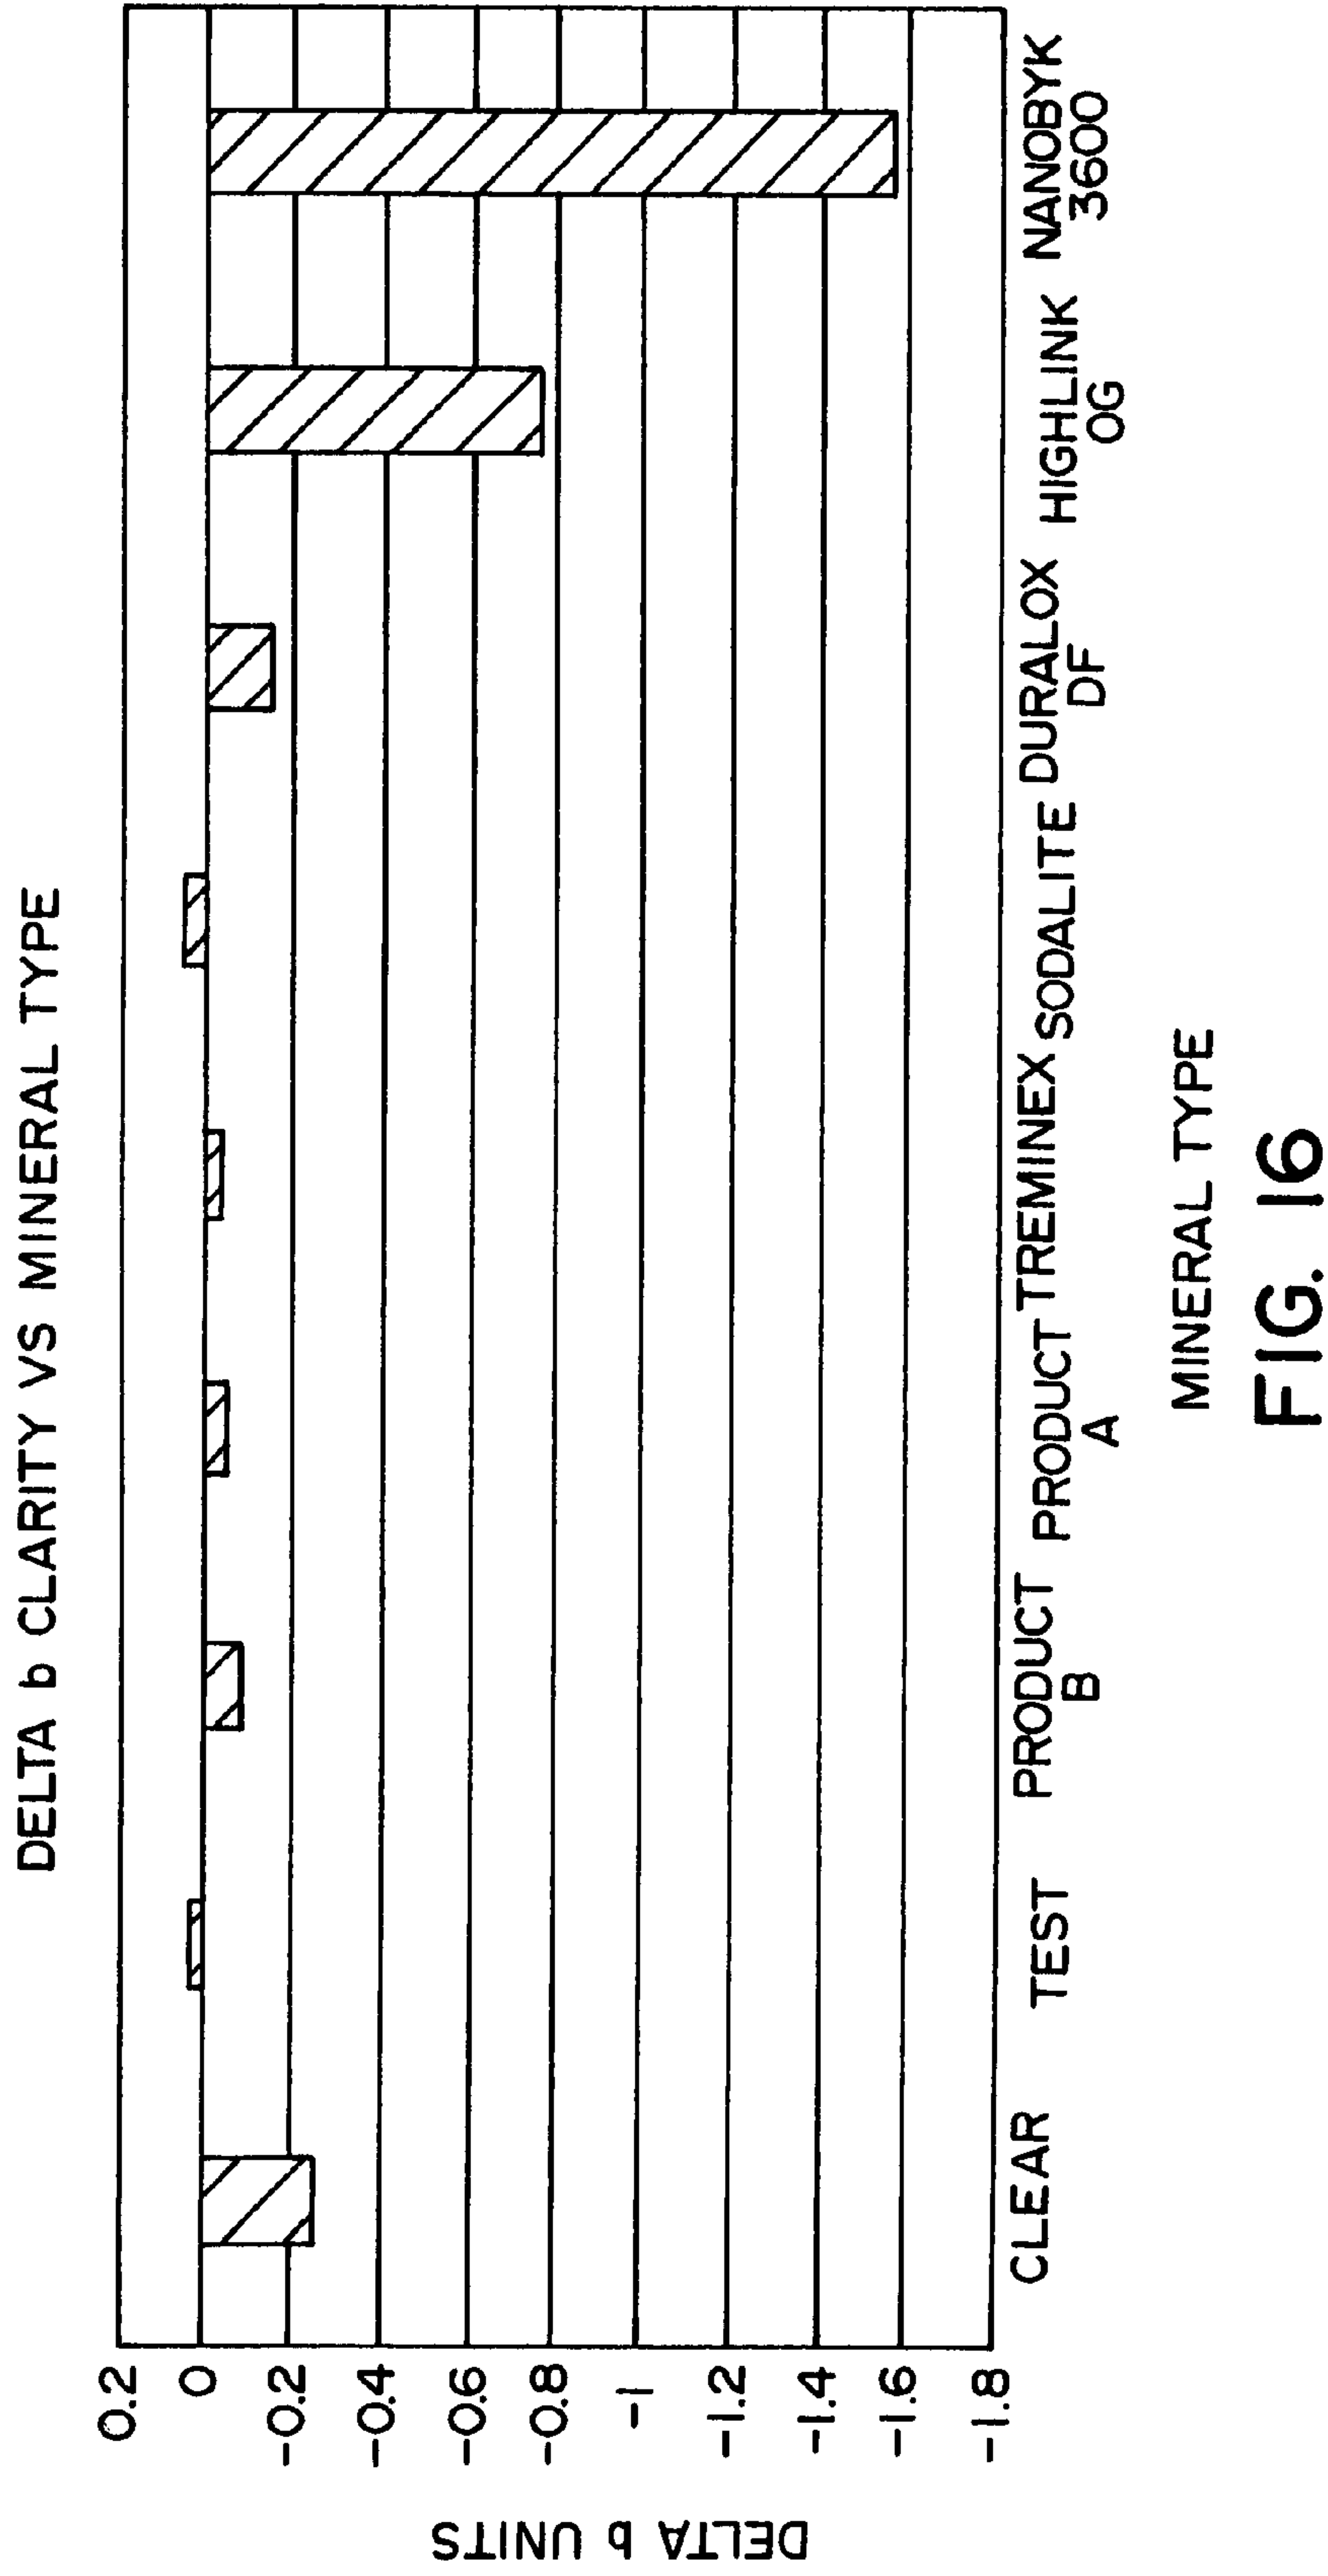 DELTA b CLARITY VS MINERAL TYPE
0.2
0
-0.2
-0.4
-0.6
-0.8
-1
-1.2
-1.4
-1.6
-1.8
DELTA b UNITS
CLEAR
TEST
PRODUCT
B
PRODUCT
A
TREMINEX
SODALITE
DURALOX
DF
HIGHLINK
OG
NANOBYK
3600
MINERAL TYPE
FIG. 16